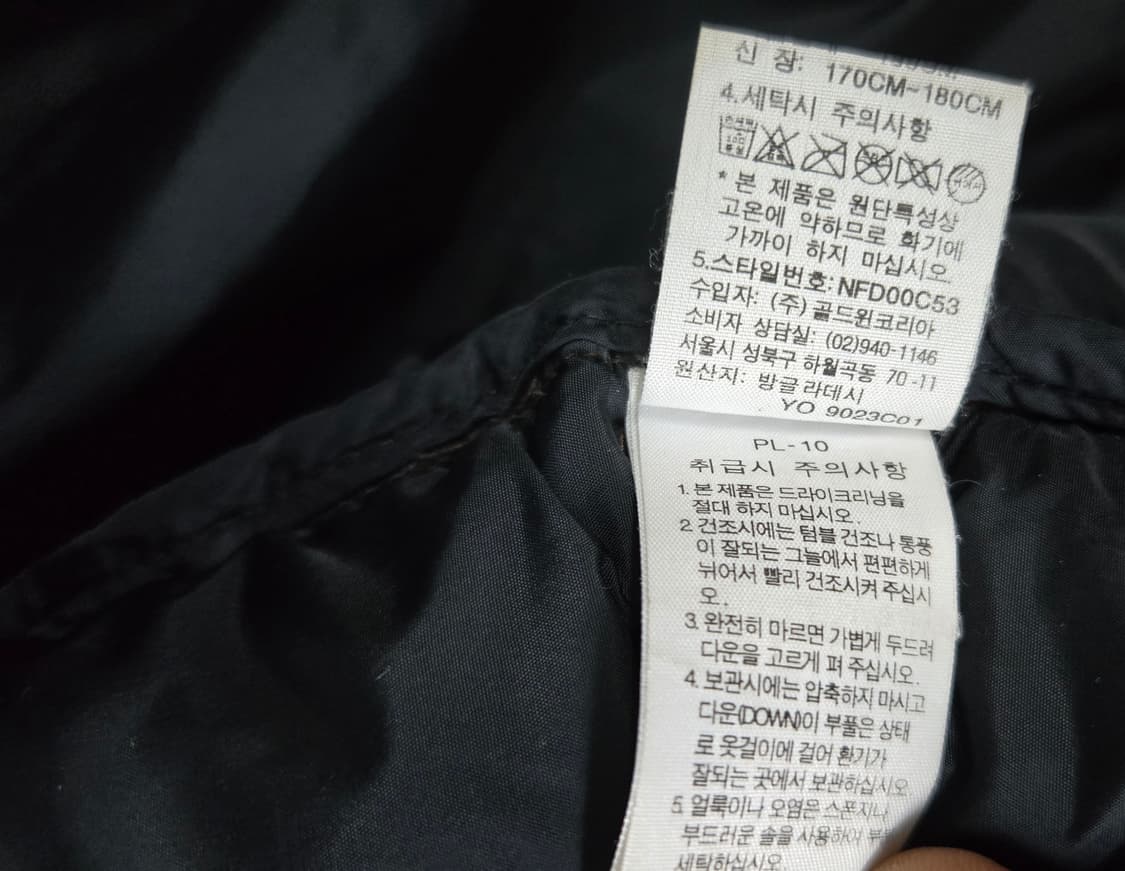 신 장: 170CM~180CM
4.세탁시 주의사항
* 본 제품은 원단특성상
고온에 약하므로 화기에
가까이 하지 마십시오.
5.스타일번호: NFD00C53
수입자: (주) 골드윈코리아
소비자 상담실: (02)940-1146
서울시 성북구 하월곡동 70-11
원산지: 방글라데시
YO 9023C01
PL-10
취급시 주의사항
1. 본 제품은 드라이크리닝을
절대 하지 마십시오.
2. 건조시에는 텀블 건조나 통풍
이 잘되는 그늘에서 편편하게
뉘어서 빨리 건조시켜 주십시
오.
3. 완전히 마르면 가볍게 두드려
다운을 고르게 펴 주십시오.
4. 보관시에는 압축하지 마시고
다운(DOWN)이 부풀은 상태
로 옷걸이에 걸어 환기가
잘되는 곳에서 보관하십시오
5. 얼룩이나 오염은 스폰지나
부드러운 솔을 사용하여
세탁하십시오.